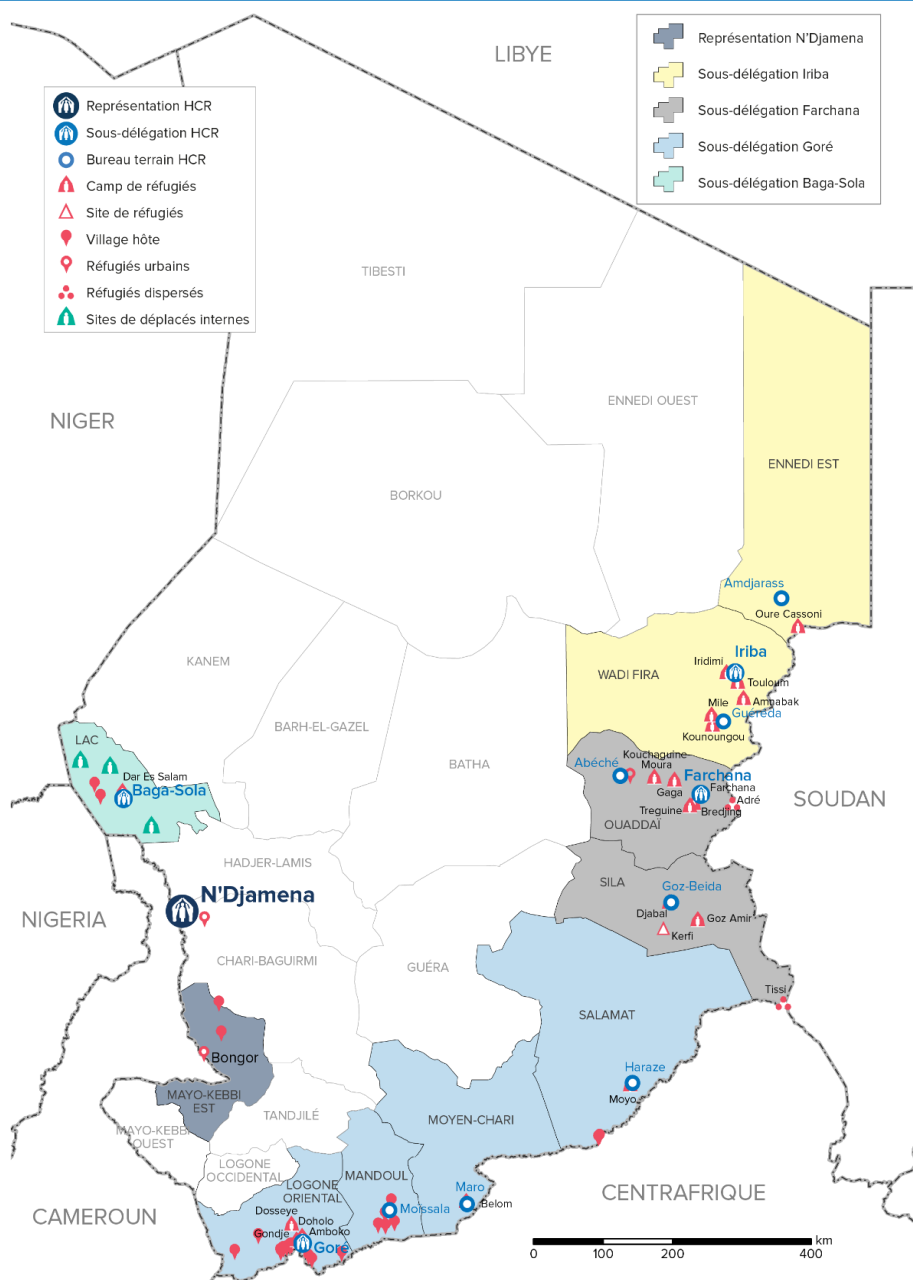 LIBYE
Représentation N'Djamena
Sous-délégation Iriba
Sous-délégation Farchana
Sous-délégation Goré
Sous-délégation Baga-Sola
Représentation HCR
Sous-délégation HCR
Bureau terrain HCR
Camp de réfugiés
Site de réfugiés
Village hôte
Réfugiés urbains
Réfugiés dispersés
Sites de déplacés internes
TIBESTI
NIGER
ENNEDI OUEST
ENNEDI EST
BORKOU
Amdjarass
Oure Cassoni
KANEM
Iriba
Iridimi
WADI FIRA
Touloum
Amnabak
Mile
Guéréda
Kounoungou
BARH-EL-GAZEL
LAC
BATHA
Kouchaguine
Moura
Abéché
Farchana
Farchana
Dar Es Salam
Baga-Sola
Gaga
Adré
Treguine
Bredjing
SOUDAN
OUADDAÏ
HADJER-LAMIS
N'Djamena
SILA
Goz-Beida
Djabal
Goz Amir
Kerfi
NIGERIA
CHARI-BAGUIRMI
GUÉRA
Tissi
SALAMAT
Bongor
Haraze
Moyo
MAYO-KEBBI
EST
TANDJILÉ
MOYEN-CHARI
MAYO-KEBBI
OUEST
LOGONE
OCCIDENTAL
MANDOUL
LOGONE
ORIENTAL
Maro
Belom
CENTRAFRIQUE
CAMEROUN
Dosseye
Moissala
Doholo
Gondje
Amboko
Goré
km
0 100 200 400